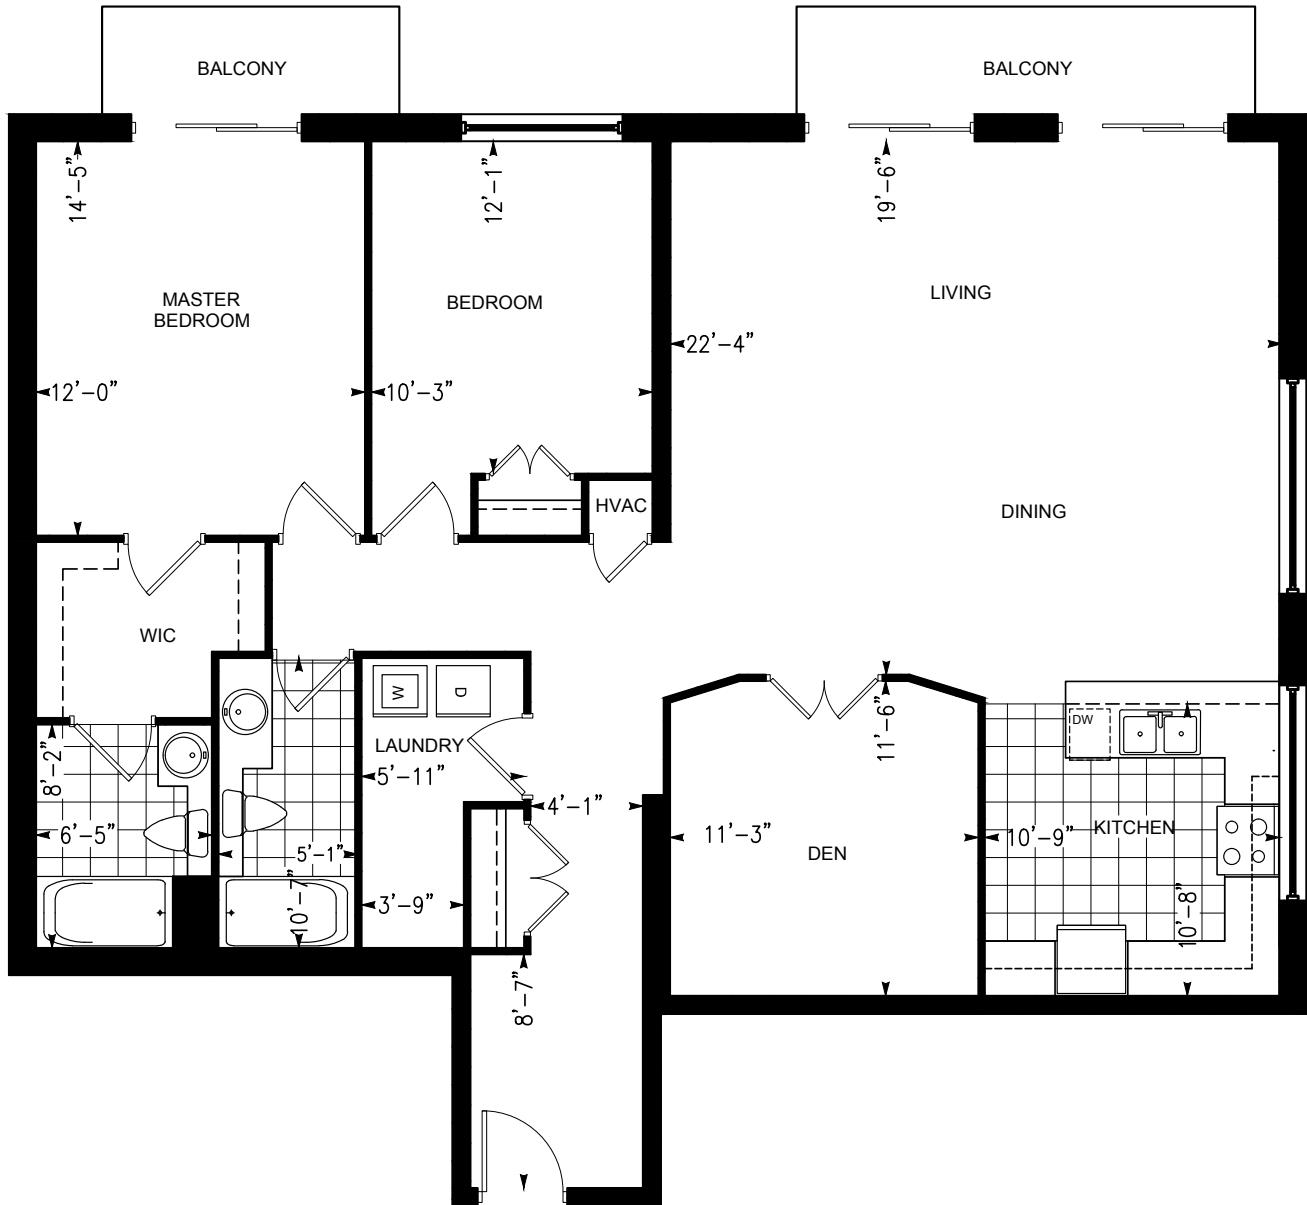 BALCONY
BALCONY
14'-5"
12'-1"
19'-6"
MASTER
BEDROOM
BEDROOM
LIVING
22'-4"
12'-0"
10'-3"
HVAC
DINING
WIC
W
D
DW
LAUNDRY
8'-2"
5'-11"
11'-6"
4'-1"
6'-5"
5'-1"
11'-3"
DEN
10'-9"
KITCHEN
10'-7"
3'-9"
10'-8"
8'-7"